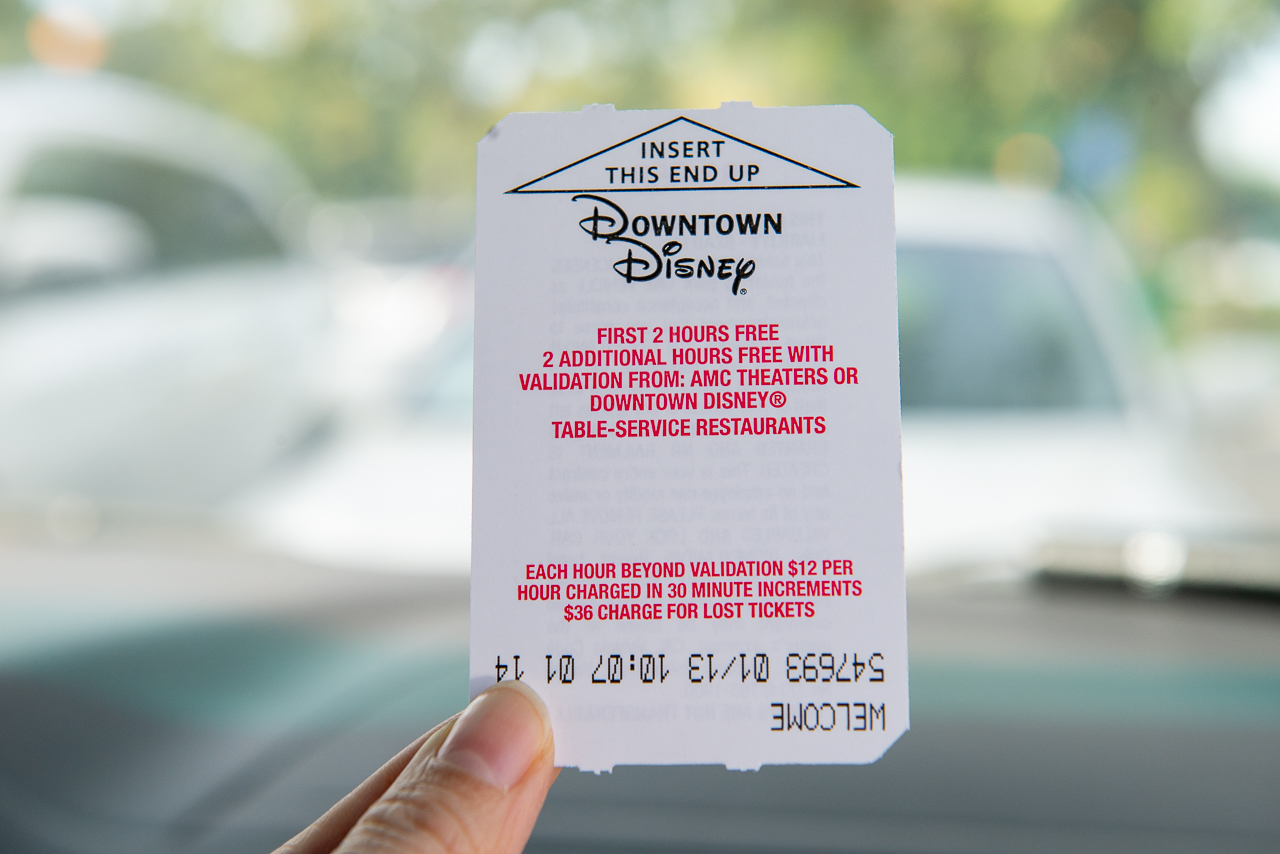 INSERT
THIS END UP
DOWNTOWN
DISNEY®
FIRST 2 HOURS FREE
2 ADDITIONAL HOURS FREE WITH
VALIDATION FROM: AMC THEATERS OR
DOWNTOWN DISNEY®
TABLE-SERVICE RESTAURANTS
EACH HOUR BEYOND VALIDATION $12 PER
HOUR CHARGED IN 30 MINUTE INCREMENTS
$36 CHARGE FOR LOST TICKETS
547693 01/13 10:07 01 14
WELCOME